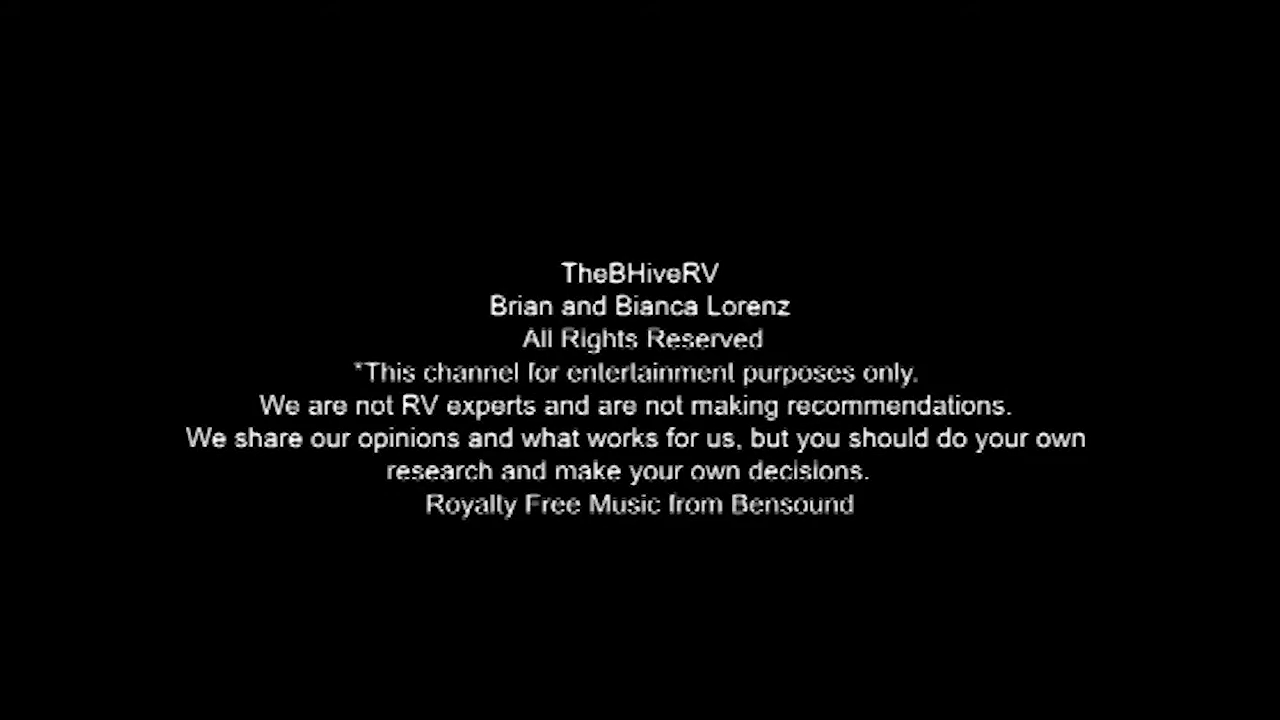 TheBHiveRV
Brian and Bianca Lorenz
All Rights Reserved
*This channel for entertainment purposes only.
We are not RV experts and are not making recommendations.
We share our opinions and what works for us, but you should do your own
research and make your own decisions.
Royalty Free Music from Bensound